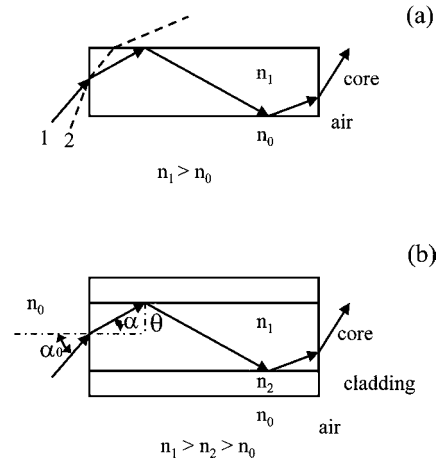 (a)
n₁
core
1
2
n₀
air
n₁ > n₀
(b)
n₀
α₀
α
θ
n₁
core
n₂
cladding
n₀
air
n₁ > n₂ > n₀